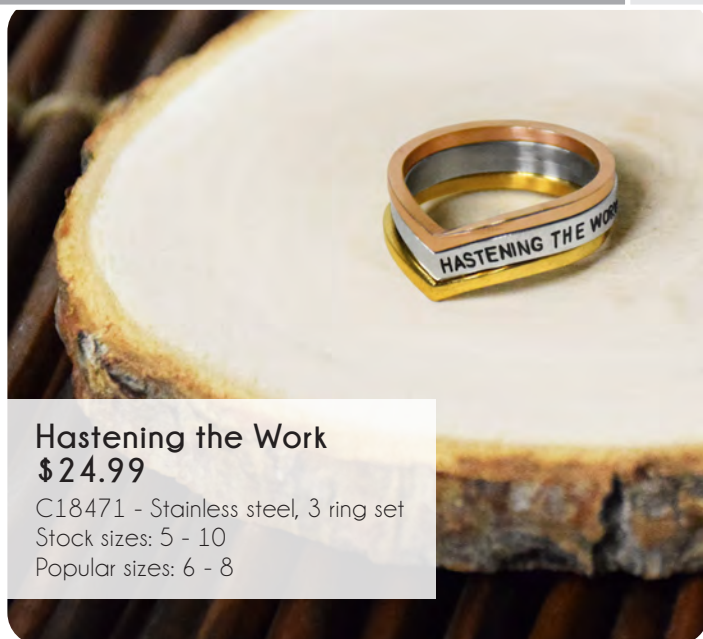 HASTENING THE WORK
Hastening the Work
$24.99
C18471 - Stainless steel, 3 ring set
Stock sizes: 5 - 10
Popular sizes: 6 - 8